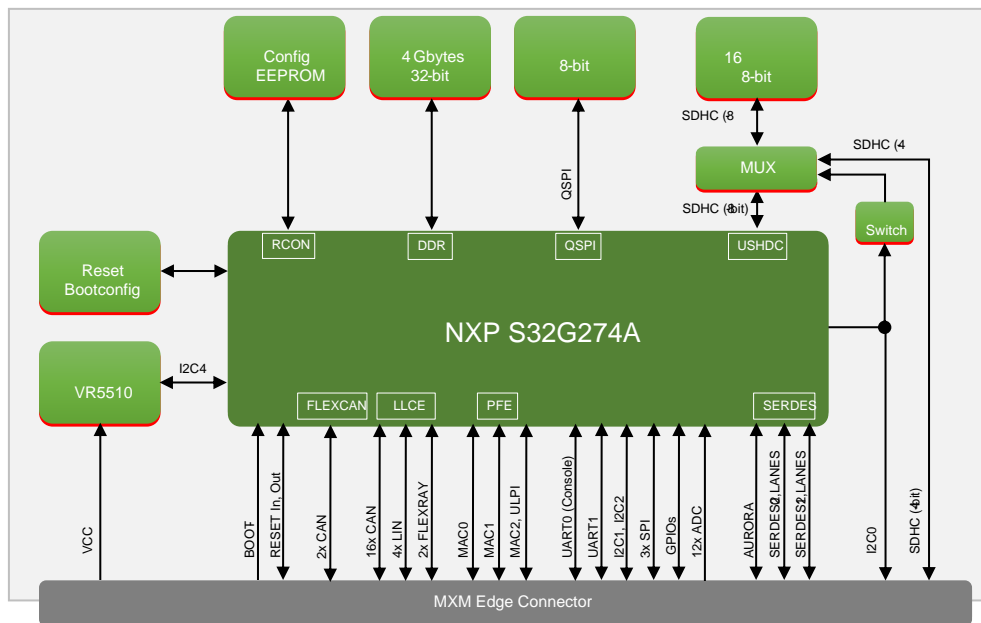 Config
EEPROM
4 Gbytes
32-bit
8-bit
16
8-bit
SDHC (-8
SDHC (-4
MUX
QSPI
SDHC (-8bit)
Switch
RCON
DDR
QSPI
USHDC
Reset
Bootconfig
NXP S32G274A
I2C4
VR5510
FLEXCAN
LLCE
PFE
SERDES
VCC
BOOT
RESET In, Out
2x CAN
16x CAN
4x LIN
2x FLEXRAY
MAC0
MAC1
MAC2, ULPI
UART0 (Console)
UART1
I2C1, I2C2
3x SPI
GPIOs
12x ADC
AURORA
I2C0
SDHC (-4bit)
MXM Edge Connector